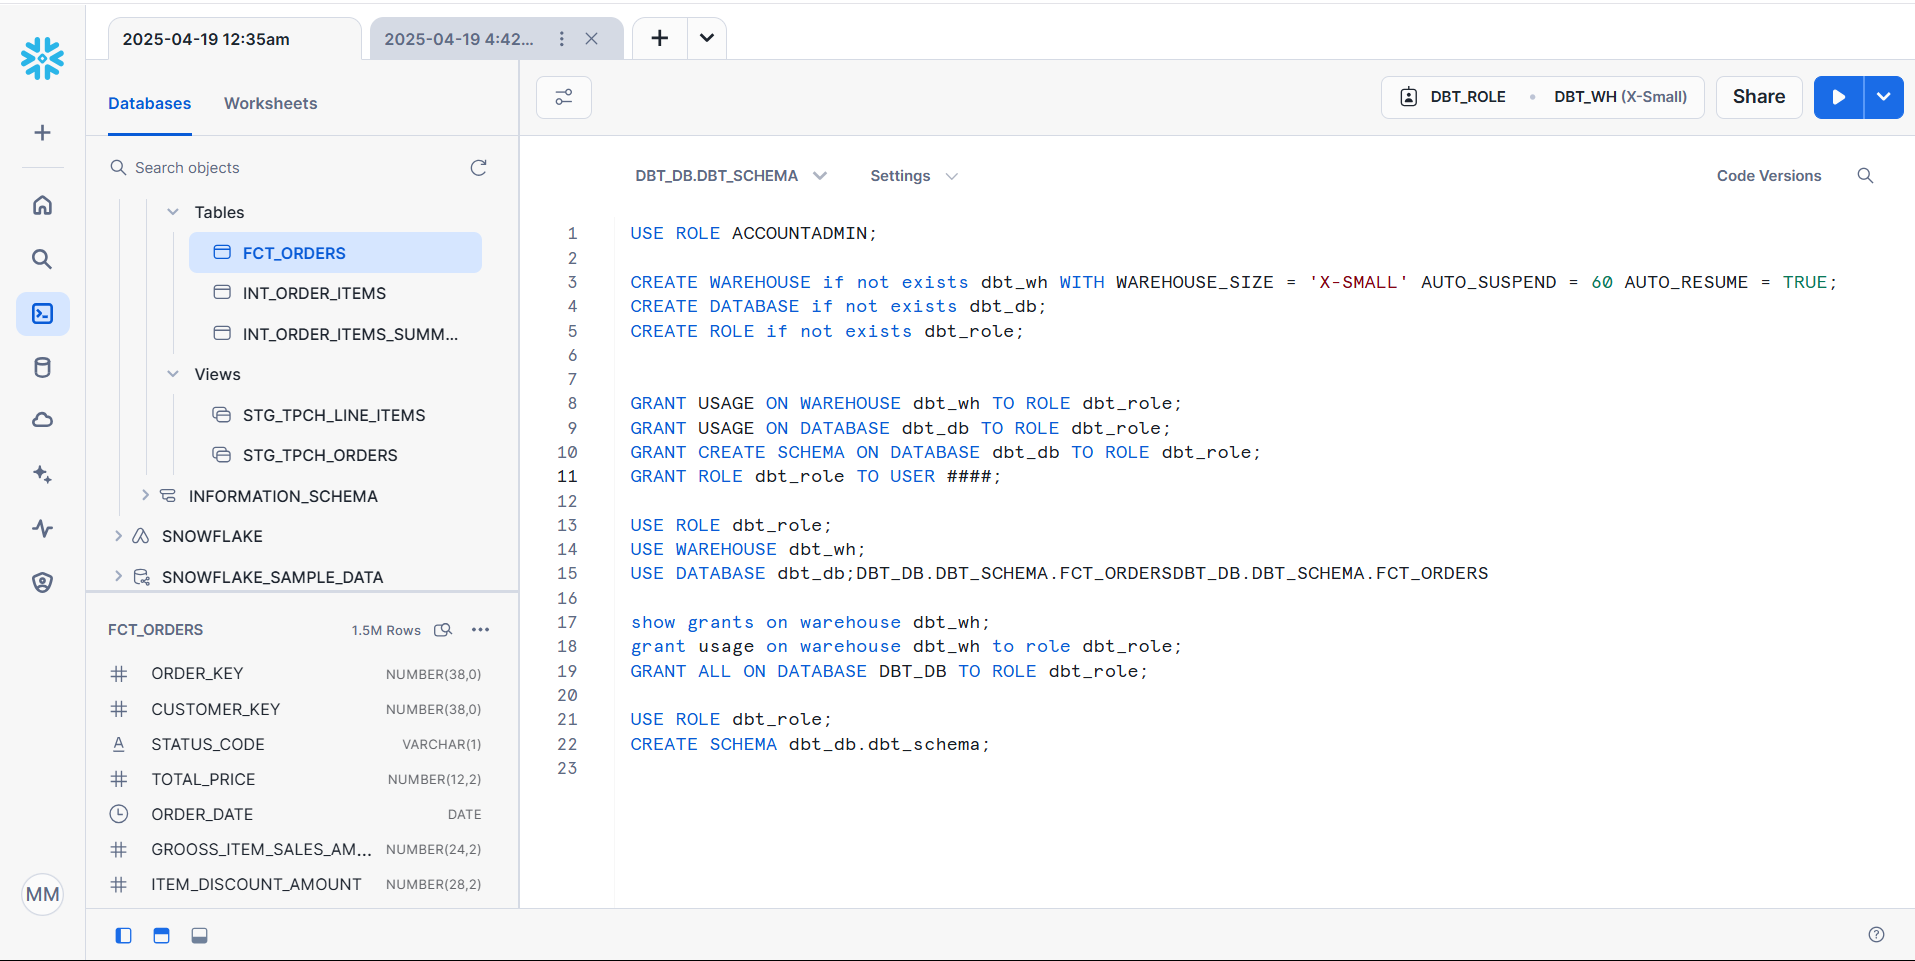 2025-04-19 12:35am
2025-04-19 4:42...
Databases
Worksheets
DBT_ROLE
DBT_WH (X-Small)
Share
Search objects
DBT_DB.DBT_SCHEMA
Settings
Code Versions
Tables
FCT_ORDERS
INT_ORDER_ITEMS
INT_ORDER_ITEMS_SUMM...
Views
STG_TPCH_LINE_ITEMS
STG_TPCH_ORDERS
INFORMATION_SCHEMA
SNOWFLAKE
SNOWFLAKE_SAMPLE_DATA
FCT_ORDERS 1.5M Rows
ORDER_KEY NUMBER(38,0)
CUSTOMER_KEY NUMBER(38,0)
A STATUS_CODE VARCHAR(1)
TOTAL_PRICE NUMBER(12,2)
ORDER_DATE DATE
GROOSS_ITEM_SALES_AM... NUMBER(24,2)
ITEM_DISCOUNT_AMOUNT NUMBER(28,2)
MM
1 USE ROLE ACCOUNTADMIN;
2
3 CREATE WAREHOUSE if not exists dbt_wh WITH WAREHOUSE_SIZE = 'X-SMALL' AUTO_SUSPEND = 60 AUTO_RESUME = TRUE;
4 CREATE DATABASE if not exists dbt_db;
5 CREATE ROLE if not exists dbt_role;
6
7
8 GRANT USAGE ON WAREHOUSE dbt_wh TO ROLE dbt_role;
9 GRANT USAGE ON DATABASE dbt_db TO ROLE dbt_role;
10 GRANT CREATE SCHEMA ON DATABASE dbt_db TO ROLE dbt_role;
11 GRANT ROLE dbt_role TO USER ####;
12
13 USE ROLE dbt_role;
14 USE WAREHOUSE dbt_wh;
15 USE DATABASE dbt_db;DBT_DB.DBT_SCHEMA.FCT_ORDERSDBT_DB.DBT_SCHEMA.FCT_ORDERS
16
17 show grants on warehouse dbt_wh;
18 grant usage on warehouse dbt_wh to role dbt_role;
19 GRANT ALL ON DATABASE DBT_DB TO ROLE dbt_role;
20
21 USE ROLE dbt_role;
22 CREATE SCHEMA dbt_db.dbt_schema;
23